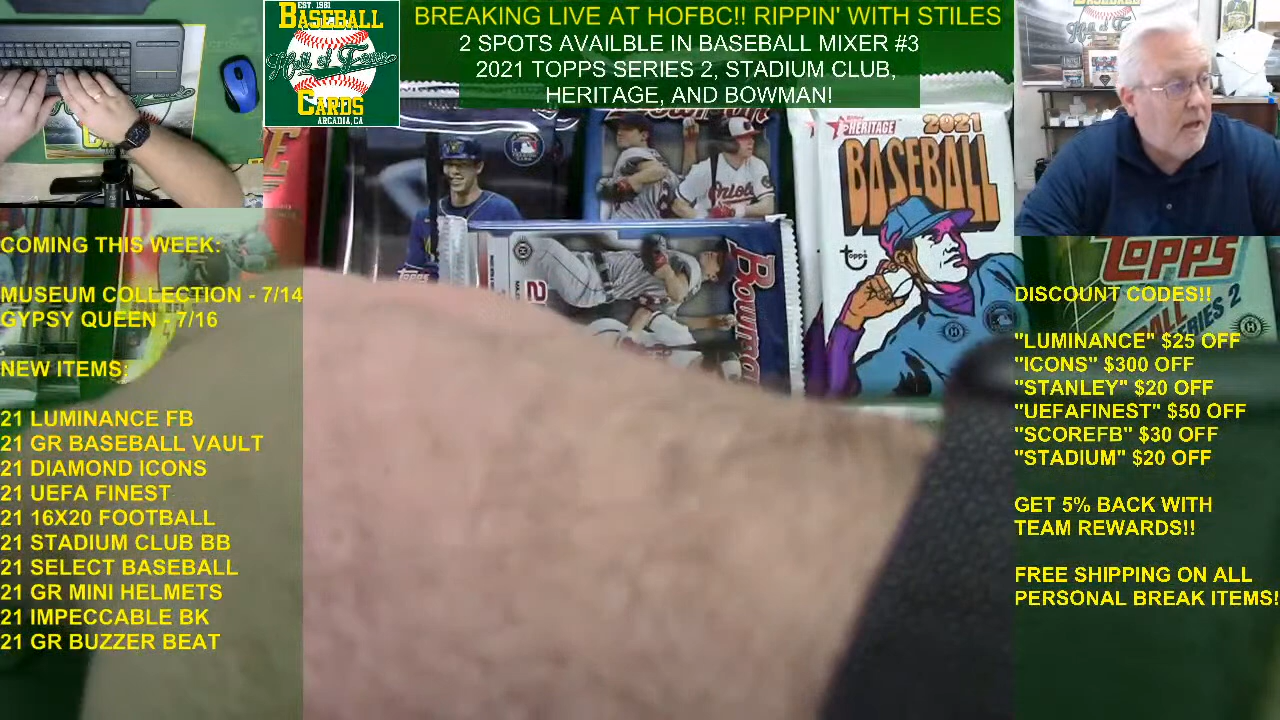 EST. 1981
BASEBALL
Hall of Fame
CARDS
ARCADIA, CA
BREAKING LIVE AT HOFBC!! RIPPIN' WITH STILES
2 SPOTS AVAILBLE IN BASEBALL MIXER #3
2021 TOPPS SERIES 2, STADIUM CLUB,
HERITAGE, AND BOWMAN!
COMING THIS WEEK:
MUSEUM COLLECTION - 7/14
GYPSY QUEEN - 7/16
NEW ITEMS:
21 LUMINANCE FB
21 GR BASEBALL VAULT
21 DIAMOND ICONS
21 UEFA FINEST
21 16X20 FOOTBALL
21 STADIUM CLUB BB
21 SELECT BASEBALL
21 GR MINI HELMETS
21 IMPECCABLE BK
21 GR BUZZER BEAT
topps
Orioles
Bowman
HERITAGE
2021
BASEBALL
topps
TOPPS
SERIES 2
DISCOUNT CODES!!
"LUMINANCE" $25 OFF
"ICONS" $300 OFF
"STANLEY" $20 OFF
"UEFAFINEST" $50 OFF
"SCOREFB" $30 OFF
"STADIUM" $20 OFF
GET 5% BACK WITH
TEAM REWARDS!!
FREE SHIPPING ON ALL
PERSONAL BREAK ITEMS!